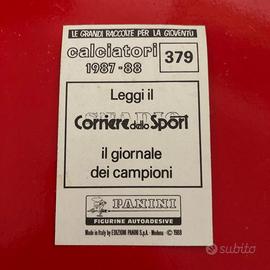 LE GRANDI RACCOLTE PER LA GIOVENTÙ
calciatori
1987-88
379
Leggi il
STADIO
Corriere dello Sport
il giornale
dei campioni
PANINI
FIGURINE AUTOADESIVE
Made in Italy by EDIZIONI PANINI S.p.A. - Modena - © 1988
subito